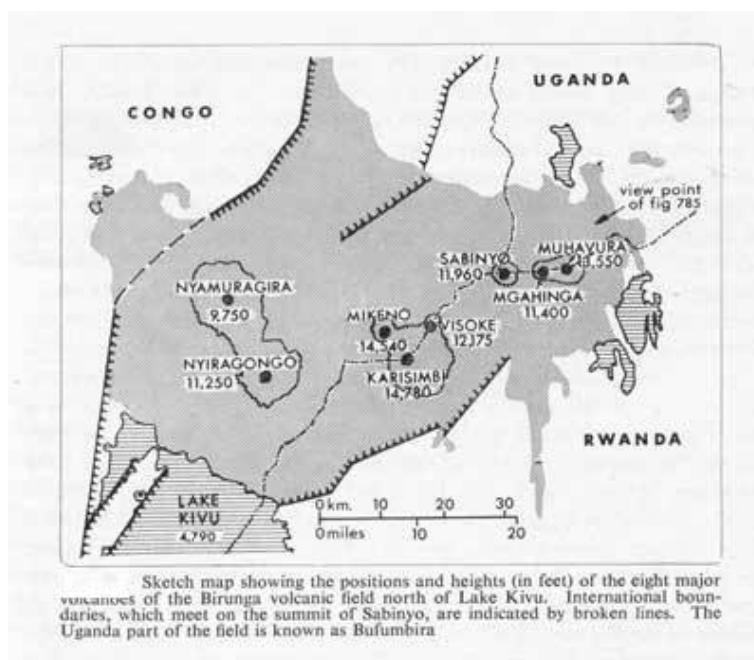 UGANDA
CONGO
view point
of fig 785
SABINYO
11,960
MUHAVURA
13,550
MGAHINGA
11,400
NYAMURAGIRA
9,750
MIKENO
14,540
VISOKE
12,175
NYIRAGONGO
11,250
KARISIMBI
14,780
RWANDA
LAKE
KIVU
4,790
0 km. 10 20 30
0 miles 10 20
Sketch map showing the positions and heights (in feet) of the eight major
volcanoes of the Birunga volcanic field north of Lake Kivu. International boun-
daries, which meet on the summit of Sabinyo, are indicated by broken lines. The
Uganda part of the field is known as Bufumbira